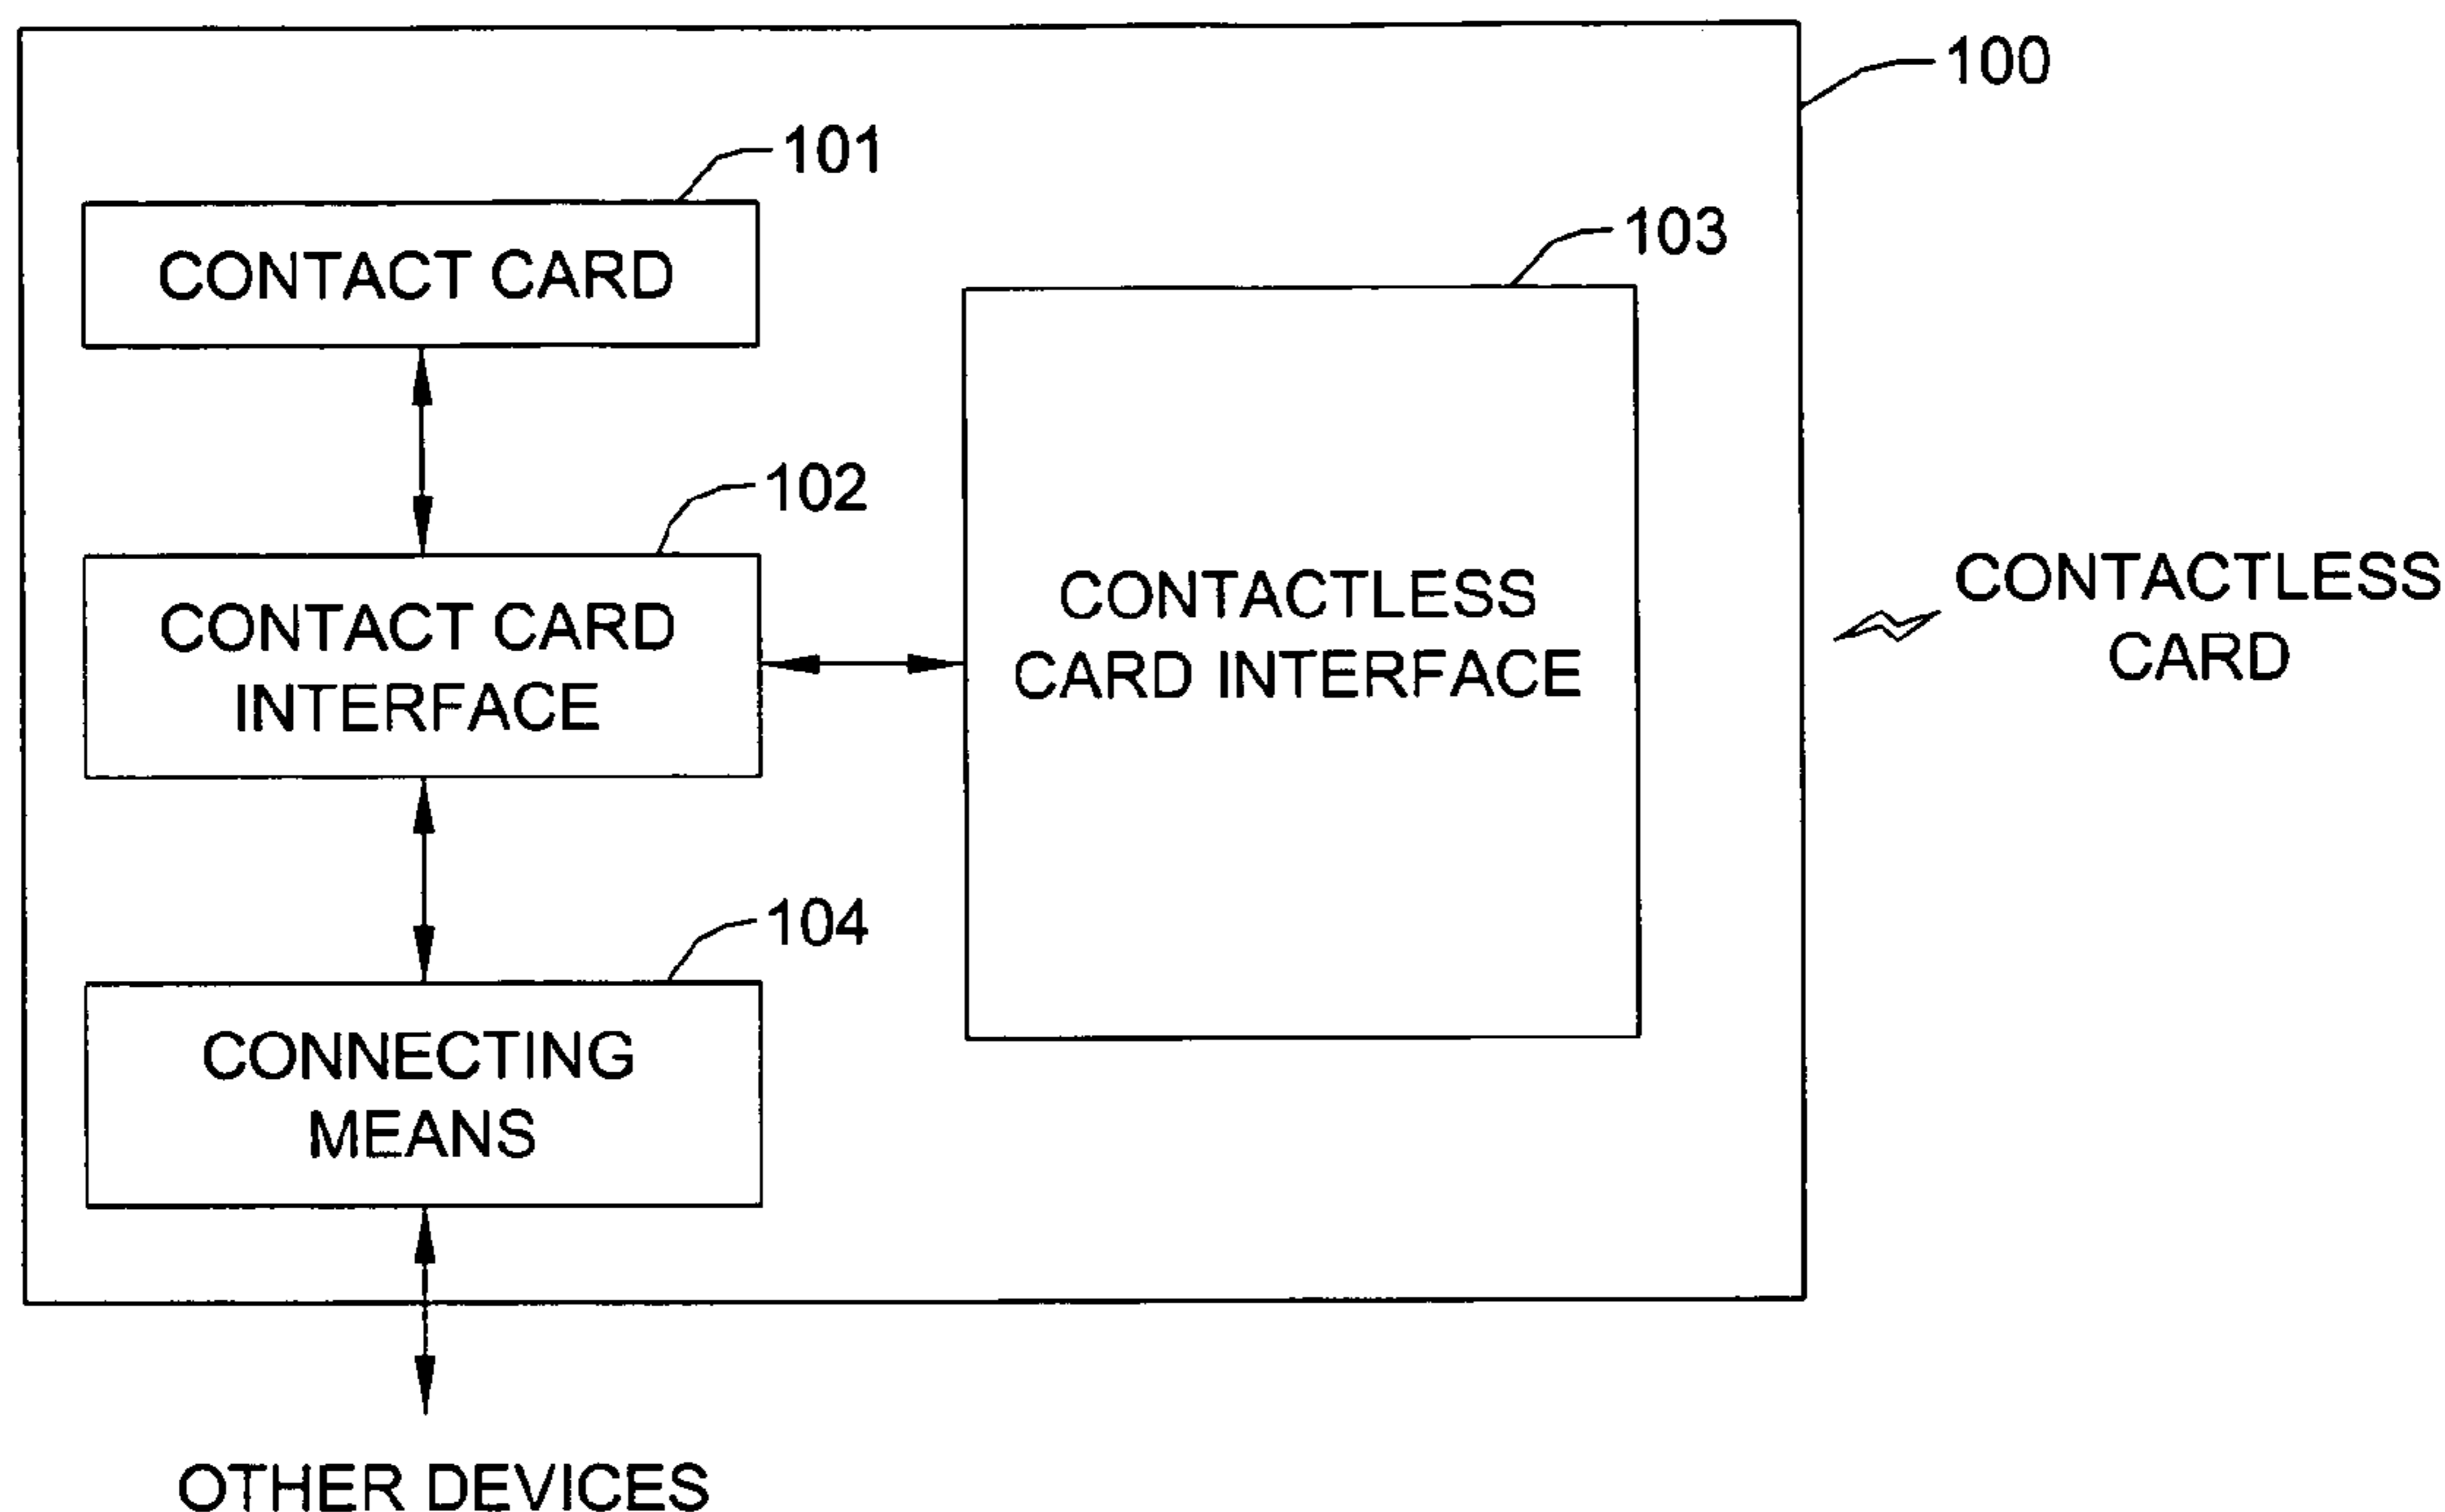 100
101
CONTACT CARD
103
102
CONTACT CARD
INTERFACE
CONTACTLESS
CARD INTERFACE
CONTACTLESS
CARD
104
CONNECTING
MEANS
OTHER DEVICES